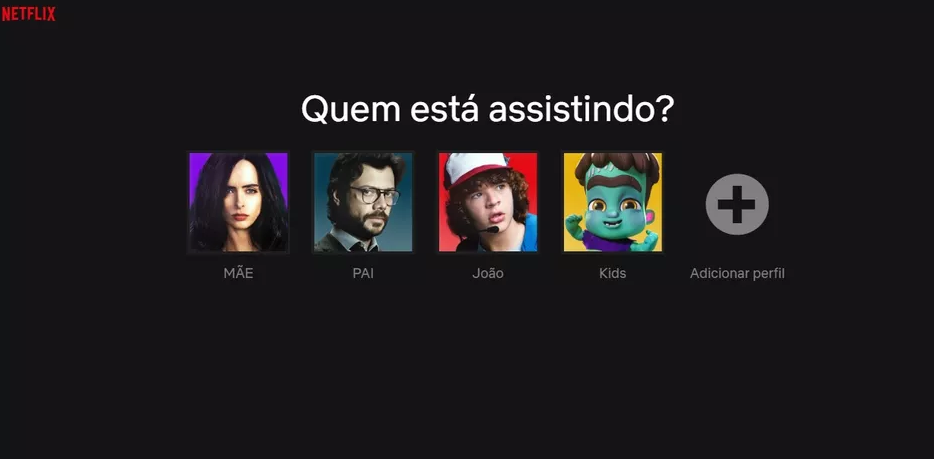 NETFLIX
Quem está assistindo?
MÃE
PAI
João
Kids
Adicionar perfil